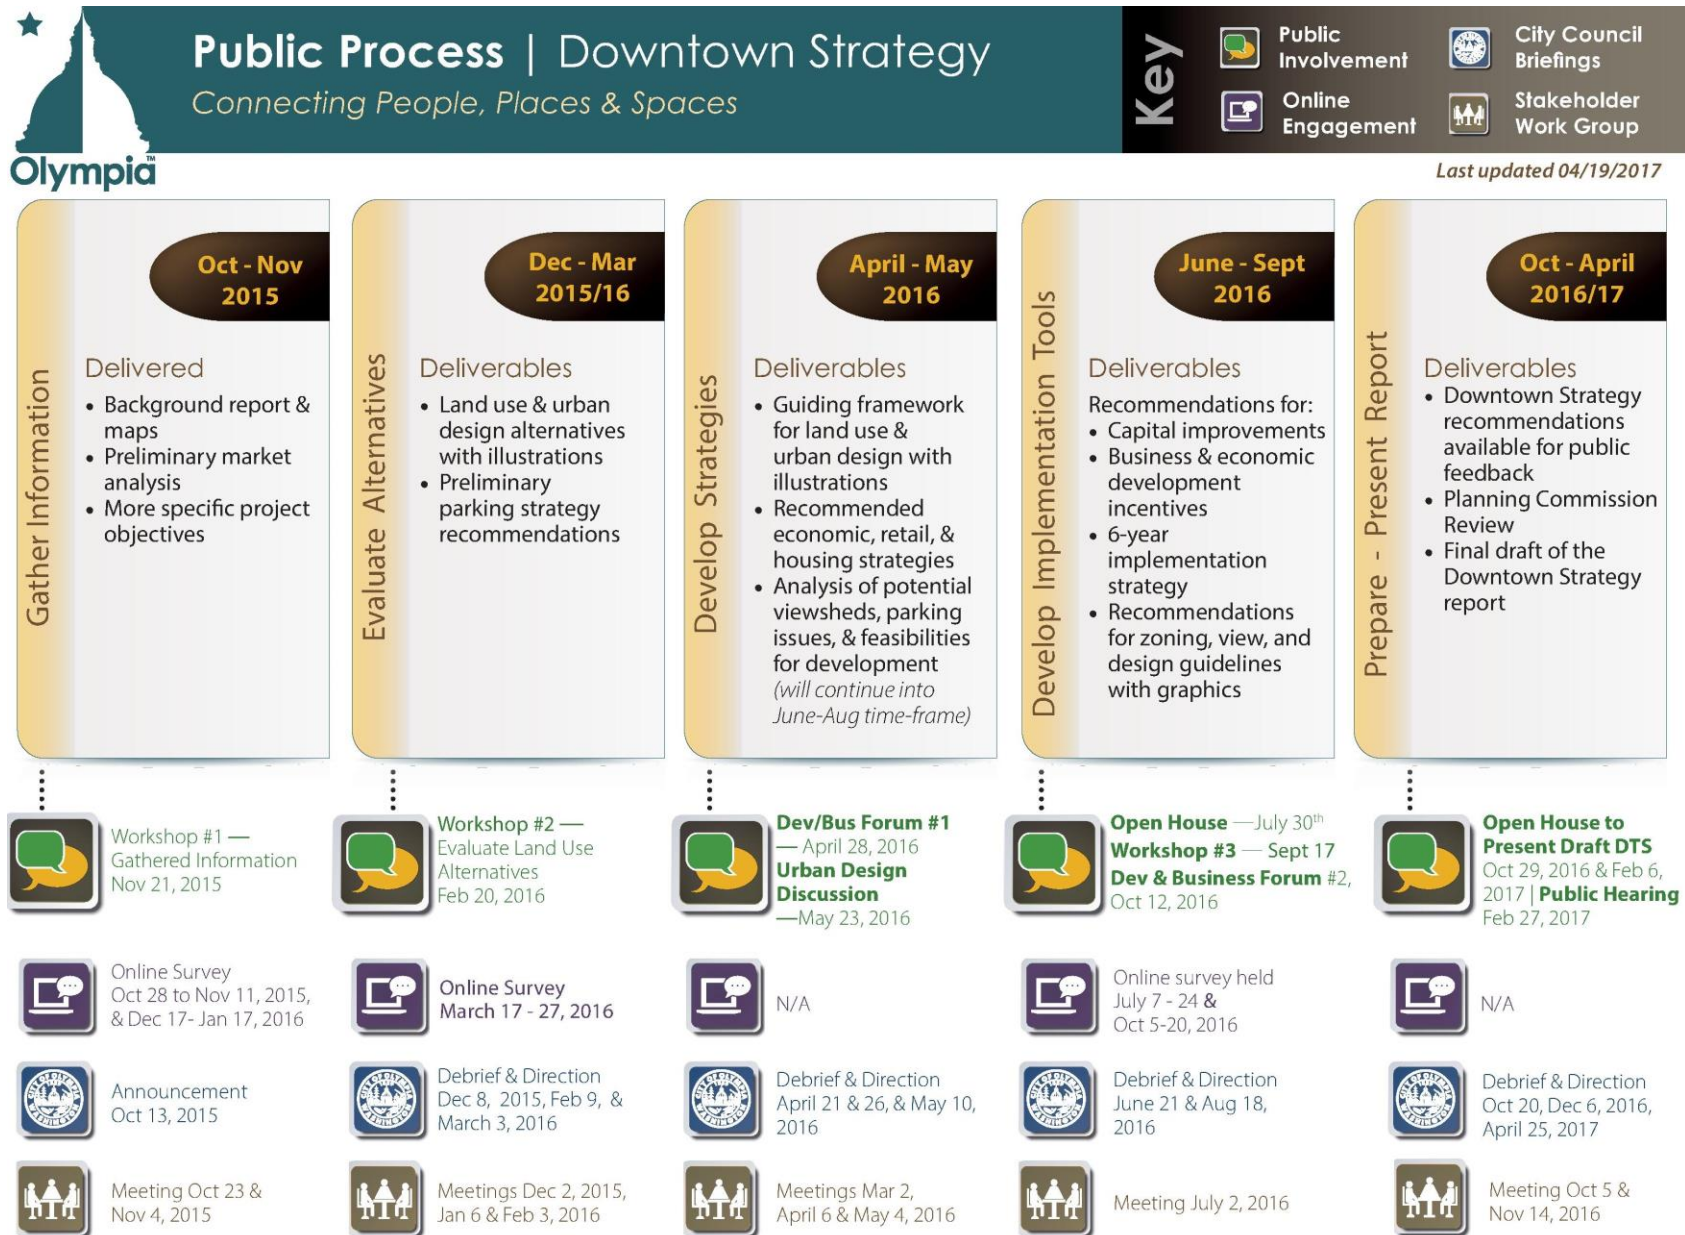 Public Process | Downtown Strategy
Connecting People, Places & Spaces
Olympia™
Key
Public
Involvement
City Council
Briefings
Online
Engagement
Stakeholder
Work Group
Last updated 04/19/2017
Gather Information
Oct - Nov
2015
Delivered
• Background report &
maps
• Preliminary market
analysis
• More specific project
objectives
Evaluate Alternatives
Dec - Mar
2015/16
Deliverables
• Land use & urban
design alternatives
with illustrations
• Preliminary
parking strategy
recommendations
Develop Strategies
April - May
2016
Deliverables
• Guiding framework
for land use &
urban design with
illustrations
• Recommended
economic, retail, &
housing strategies
• Analysis of potential
viewsheds, parking
issues, & feasibilities
for development
(will continue into
June-Aug time-frame)
Develop Implementation Tools
June - Sept
2016
Deliverables
Recommendations for:
• Capital improvements
• Business & economic
development
incentives
• 6-year
implementation
strategy
• Recommendations
for zoning, view, and
design guidelines
with graphics
Prepare - Present Report
Oct - April
2016/17
Deliverables
• Downtown Strategy
recommendations
available for public
feedback
• Planning Commission
Review
• Final draft of the
Downtown Strategy
report
Workshop #1 —
Gathered Information
Nov 21, 2015
Workshop #2 —
Evaluate Land Use
Alternatives
Feb 20, 2016
Dev/Bus Forum #1
— April 28, 2016
Urban Design
Discussion
—May 23, 2016
Open House —July 30th
Workshop #3 — Sept 17
Dev & Business Forum #2,
Oct 12, 2016
Open House to
Present Draft DTS
Oct 29, 2016 & Feb 6,
2017 | Public Hearing
Feb 27, 2017
Online Survey
Oct 28 to Nov 11, 2015,
& Dec 17- Jan 17, 2016
Online Survey
March 17 - 27, 2016
N/A
Online survey held
July 7 - 24 &
Oct 5-20, 2016
N/A
CITY OF OLYMPIA
WASHINGTON
Announcement
Oct 13, 2015
Debrief & Direction
Dec 8, 2015, Feb 9, &
March 3, 2016
Debrief & Direction
April 21 & 26, & May 10,
2016
Debrief & Direction
June 21 & Aug 18,
2016
Debrief & Direction
Oct 20, Dec 6, 2016,
April 25, 2017
Meeting Oct 23 &
Nov 4, 2015
Meetings Dec 2, 2015,
Jan 6 & Feb 3, 2016
Meetings Mar 2,
April 6 & May 4, 2016
Meeting July 2, 2016
Meeting Oct 5 &
Nov 14, 2016